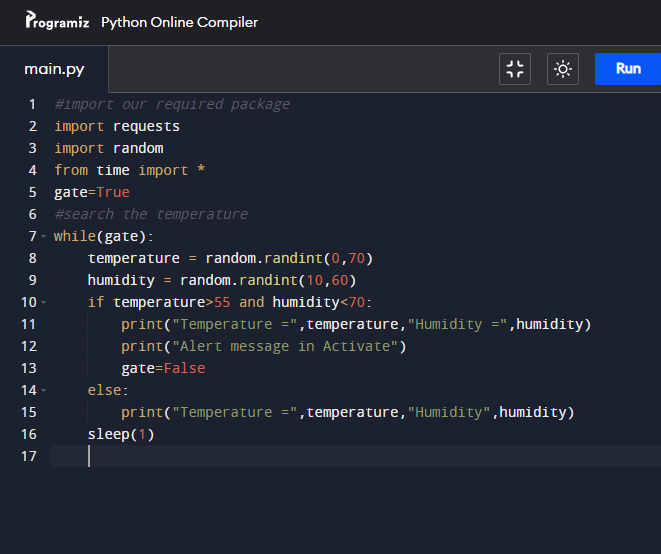 Programiz Python Online Compiler
main.py Run
1 #import our required package
2 import requests
3 import random
4 from time import *
5 gate=True
6 #search the temperature
7 while(gate):
8     temperature = random.randint(0,70)
9     humidity = random.randint(10,60)
10     if temperature>55 and humidity<70:
11         print("Temperature =",temperature,"Humidity =",humidity)
12         print("Alert message in Activate")
13         gate=False
14     else:
15         print("Temperature =",temperature,"Humidity",humidity)
16     sleep(1)
17